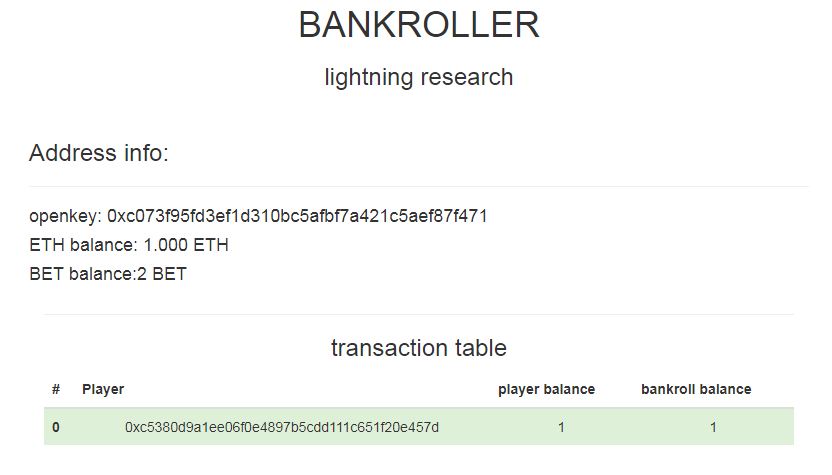 BANKROLLER
lightning research
Address info:
openkey: 0xc073f95fd3ef1d310bc5afbf7a421c5aef87f471
ETH balance: 1.000 ETH
BET balance:2 BET
transaction table
# Player player balance bankroll balance
0 0xc5380d9a1ee06f0e4897b5cdd111c651f20e457d 1 1